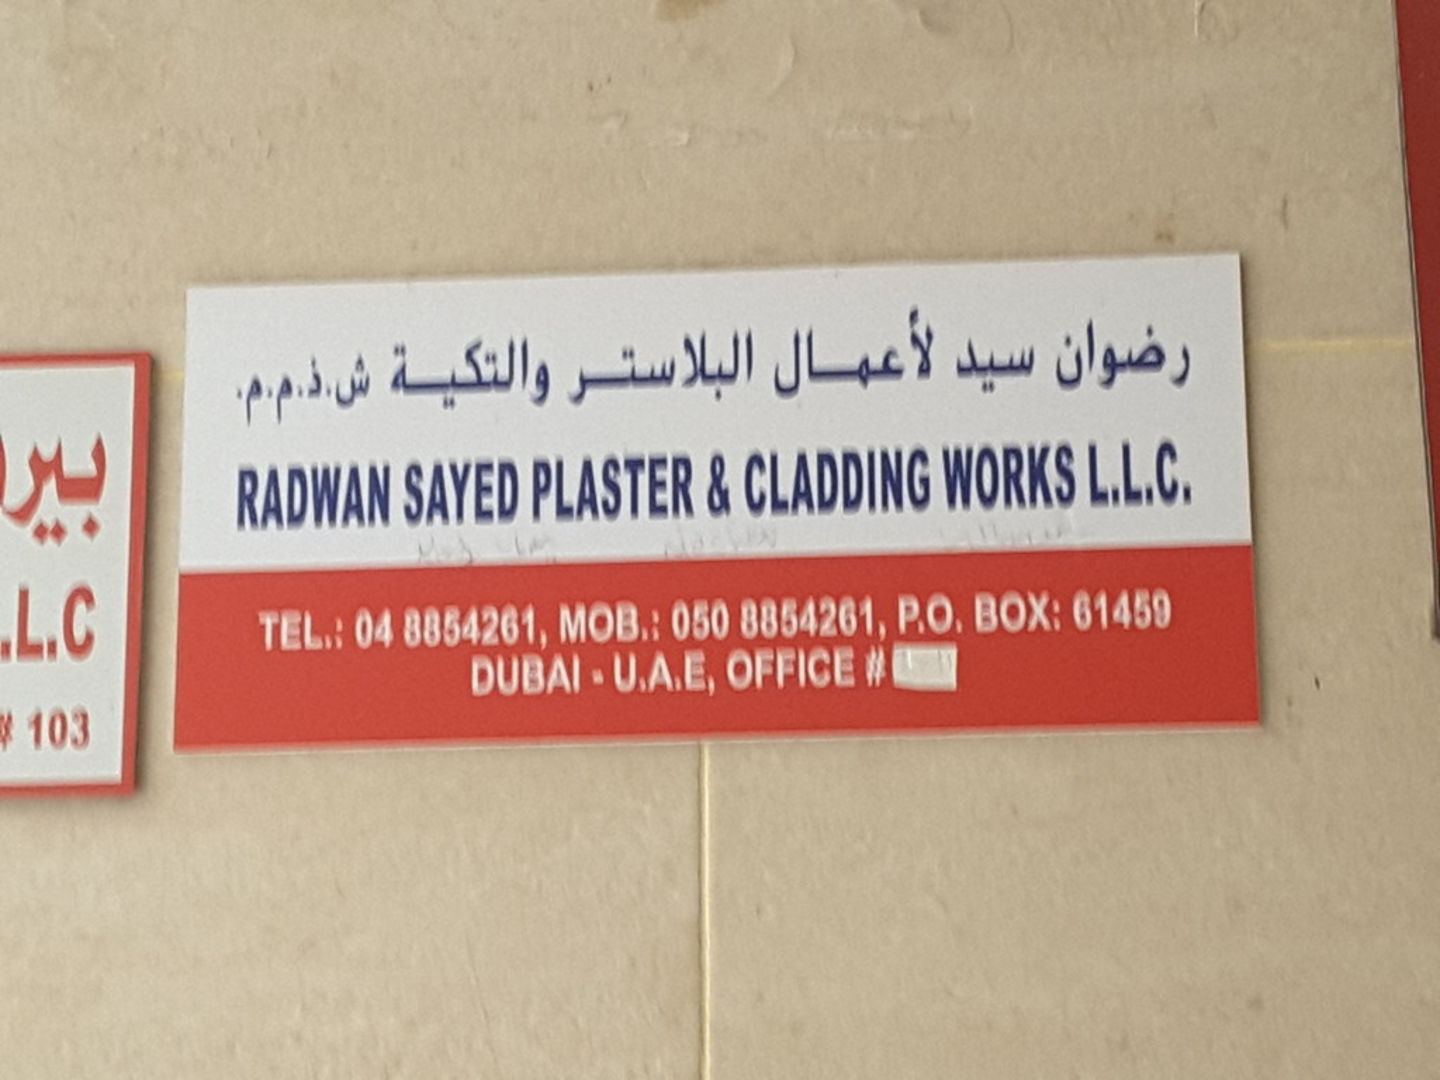 رضوان سيد لأعمال البلاستر والتكية ش.ذ.م.م.
RADWAN SAYED PLASTER & CLADDING WORKS L.L.C.
TEL.: 04 8854261, MOB.: 050 8854261, P.O. BOX: 61459
DUBAI - U.A.E, OFFICE #
.L.C
# 103